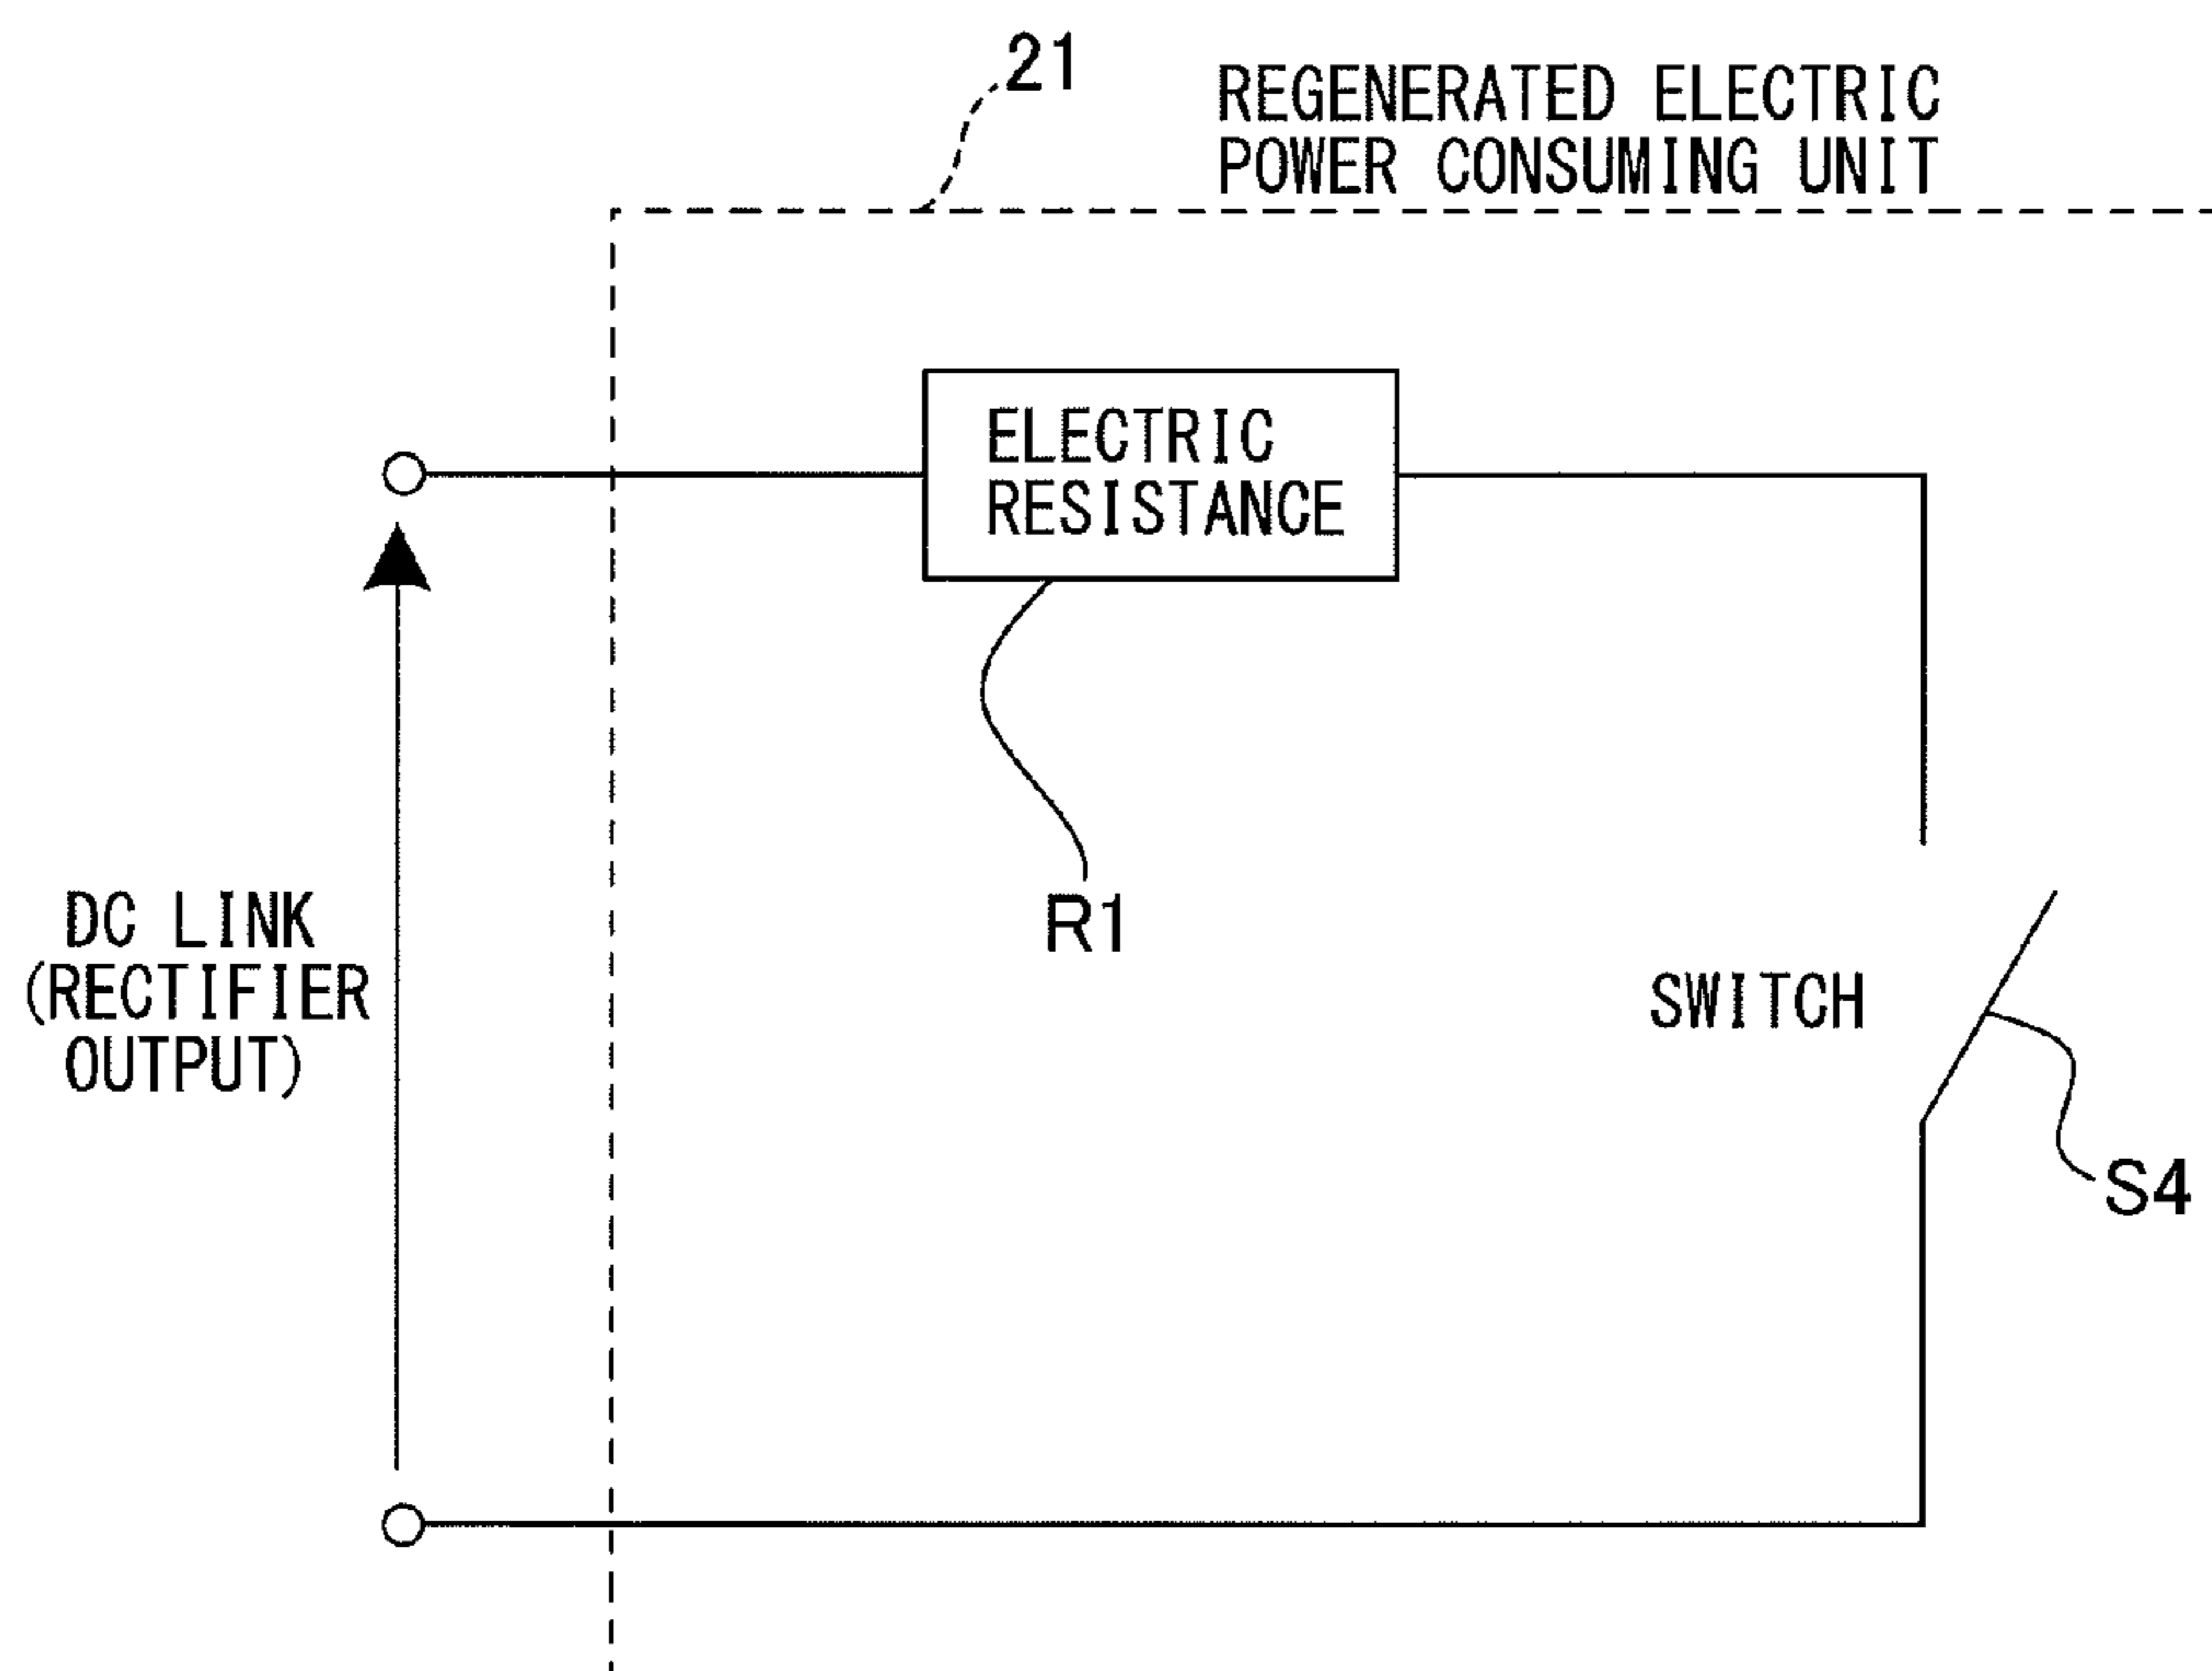 21
REGENERATED ELECTRIC
POWER CONSUMING UNIT
ELECTRIC
RESISTANCE
R1
DC LINK
(RECTIFIER
OUTPUT)
SWITCH
S4